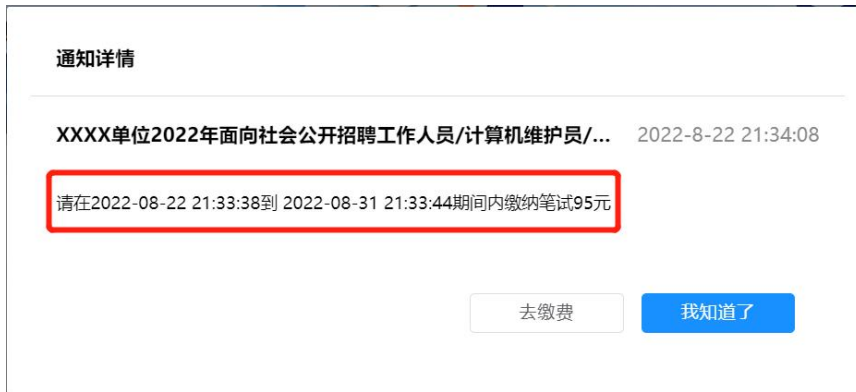 通知详情
XXXX单位2022年面向社会公开招聘工作人员/计算机维护员/... 2022-8-22 21:34:08
请在2022-08-22 21:33:38到 2022-08-31 21:33:44期间内缴纳笔试95元
去缴费 我知道了